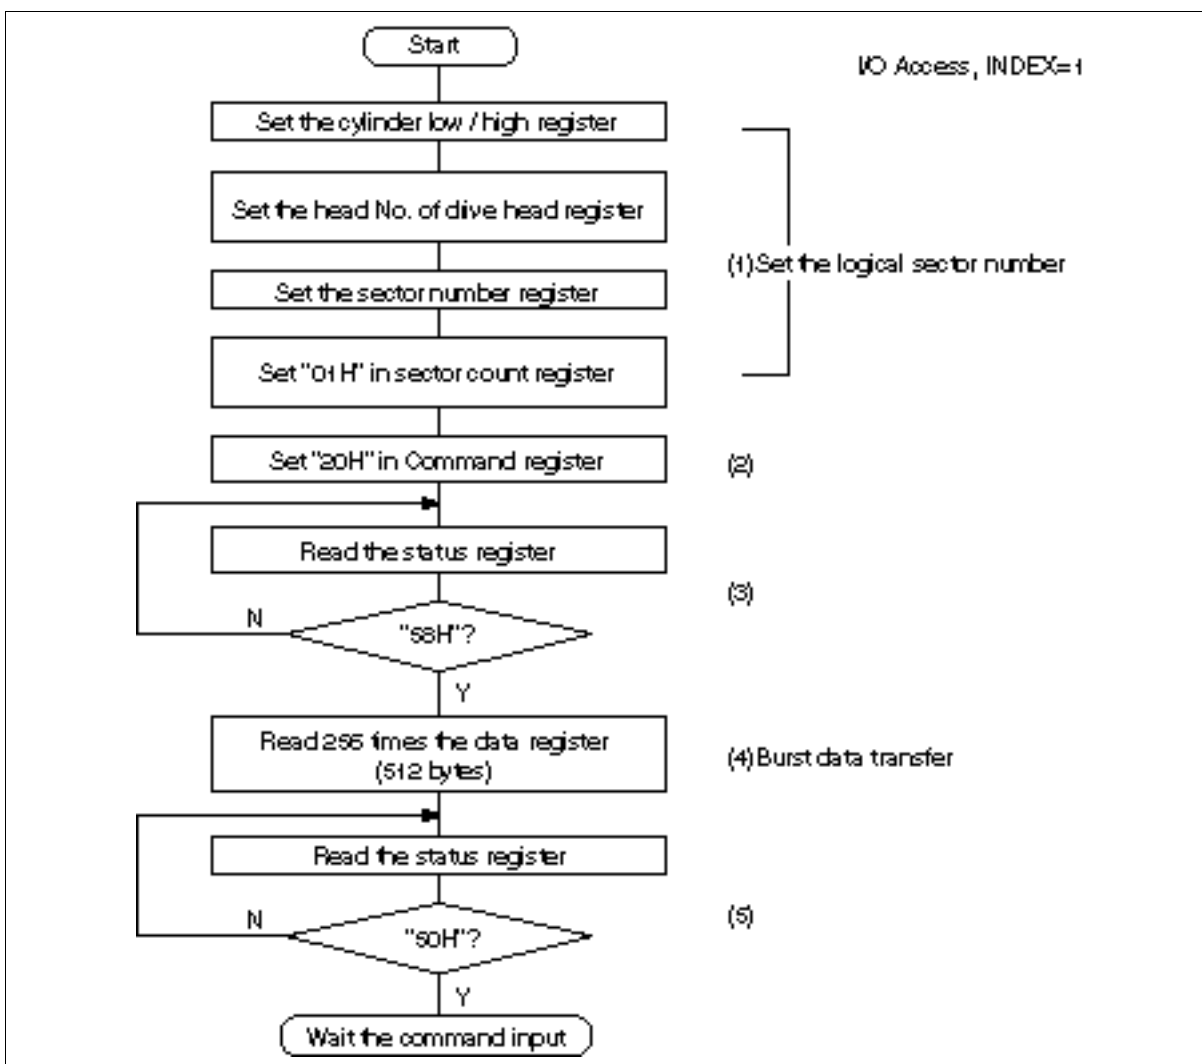 Start
I/O Access, INDEX=1
Set the cylinder low / high register
Set the head No. of drive head register
(1) Set the logical sector number
Set the sector number register
Set "01H" in sector count register
Set "20H" in Command register
(2)
Read the status register
(3)
N
"58H"?
Y
Read 256 times the data register
(512 bytes)
(4) Burst data transfer
Read the status register
N
(5)
"50H"?
Y
Wait the command input